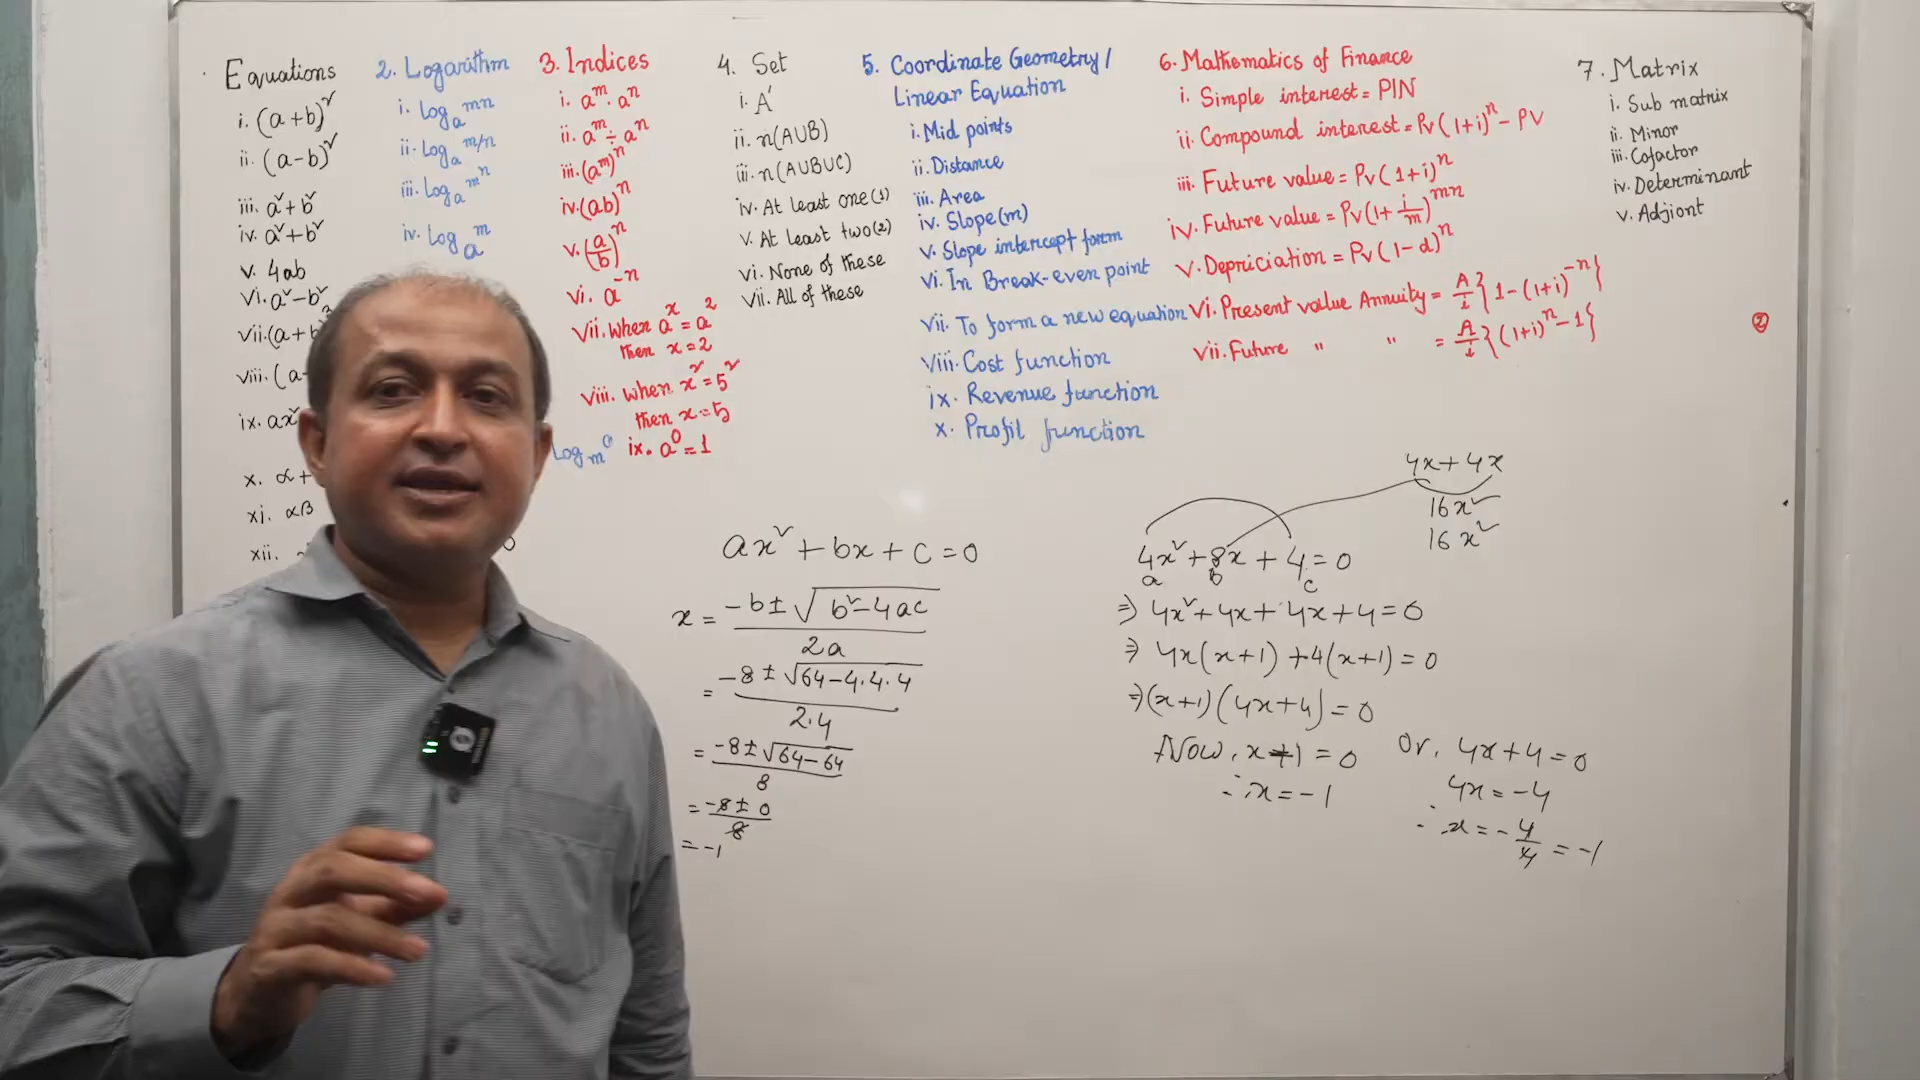 Equations
i. (a+b)²
ii. (a-b)²
iii. a²+b²
iv. a²+b²
v. 4ab
vi. a²-b²
vii. (a+b
viii. (a-
ix. ax²
x. α+
xi. αβ
xii.
2. Logarithm
i. Logₐ mn
ii. Logₐ m/n
iii. Logₐ mⁿ
iv. Logₐ m
3. Indices
i. aᵐ · aⁿ
ii. aᵐ ÷ aⁿ
iii. (aᵐ)ⁿ
iv. (ab)ⁿ
v. (a/b)ⁿ
vi. a⁻ⁿ
vii. when aˣ = a²
then x = 2
viii. when x² = 5²
then x = 5
ix. a⁰ = 1
4. Set
i. A′
ii. n(AUB)
iii. n(AUBUC)
iv. At least one(1)
v. At least two(2)
vi. None of these
vii. All of these
5. Coordinate Geometry/
Linear Equation
i. Mid points
ii. Distance
iii. Area
iv. Slope(m)
v. Slope intercept form
vi. In Break-even point
vii. To form a new equation
viii. Cost function
ix. Revenue function
x. Profil function
6. Mathematics of Finance
i. Simple interest = PIN
ii. Compound interest = Pv(1+i)ⁿ - PV
iii. Future value = Pv(1+i)ⁿ
iv. Future value = Pv(1+i/m)ᵐⁿ
v. Depriciation = Pv(1-d)ⁿ
vi. Present value Annuity = A/i{1-(1+i)⁻ⁿ}
vii. Future " " = A/i{(1+i)ⁿ-1}
②
7. Matrix
i. Sub matrix
ii. Minor
iii. Cofactor
iv. Determinant
v. Adjiont
ax²+bx+c=0
x = (-b±√(b²-4ac))/2a
= (-8±√(64-4.4.4))/2.4
= (-8±√(64-64))/8
= (-8±0)/8
= -1
4x+4x
16x²
16x²
4x²+8x+4=0
a b c
⇒ 4x²+4x+4x+4=0
⇒ 4x(x+1)+4(x+1)=0
⇒ (x+1)(4x+4)=0
Now, x+1=0
∴ x=-1
Or, 4x+4=0
4x=-4
∴ x=-4/4=-1